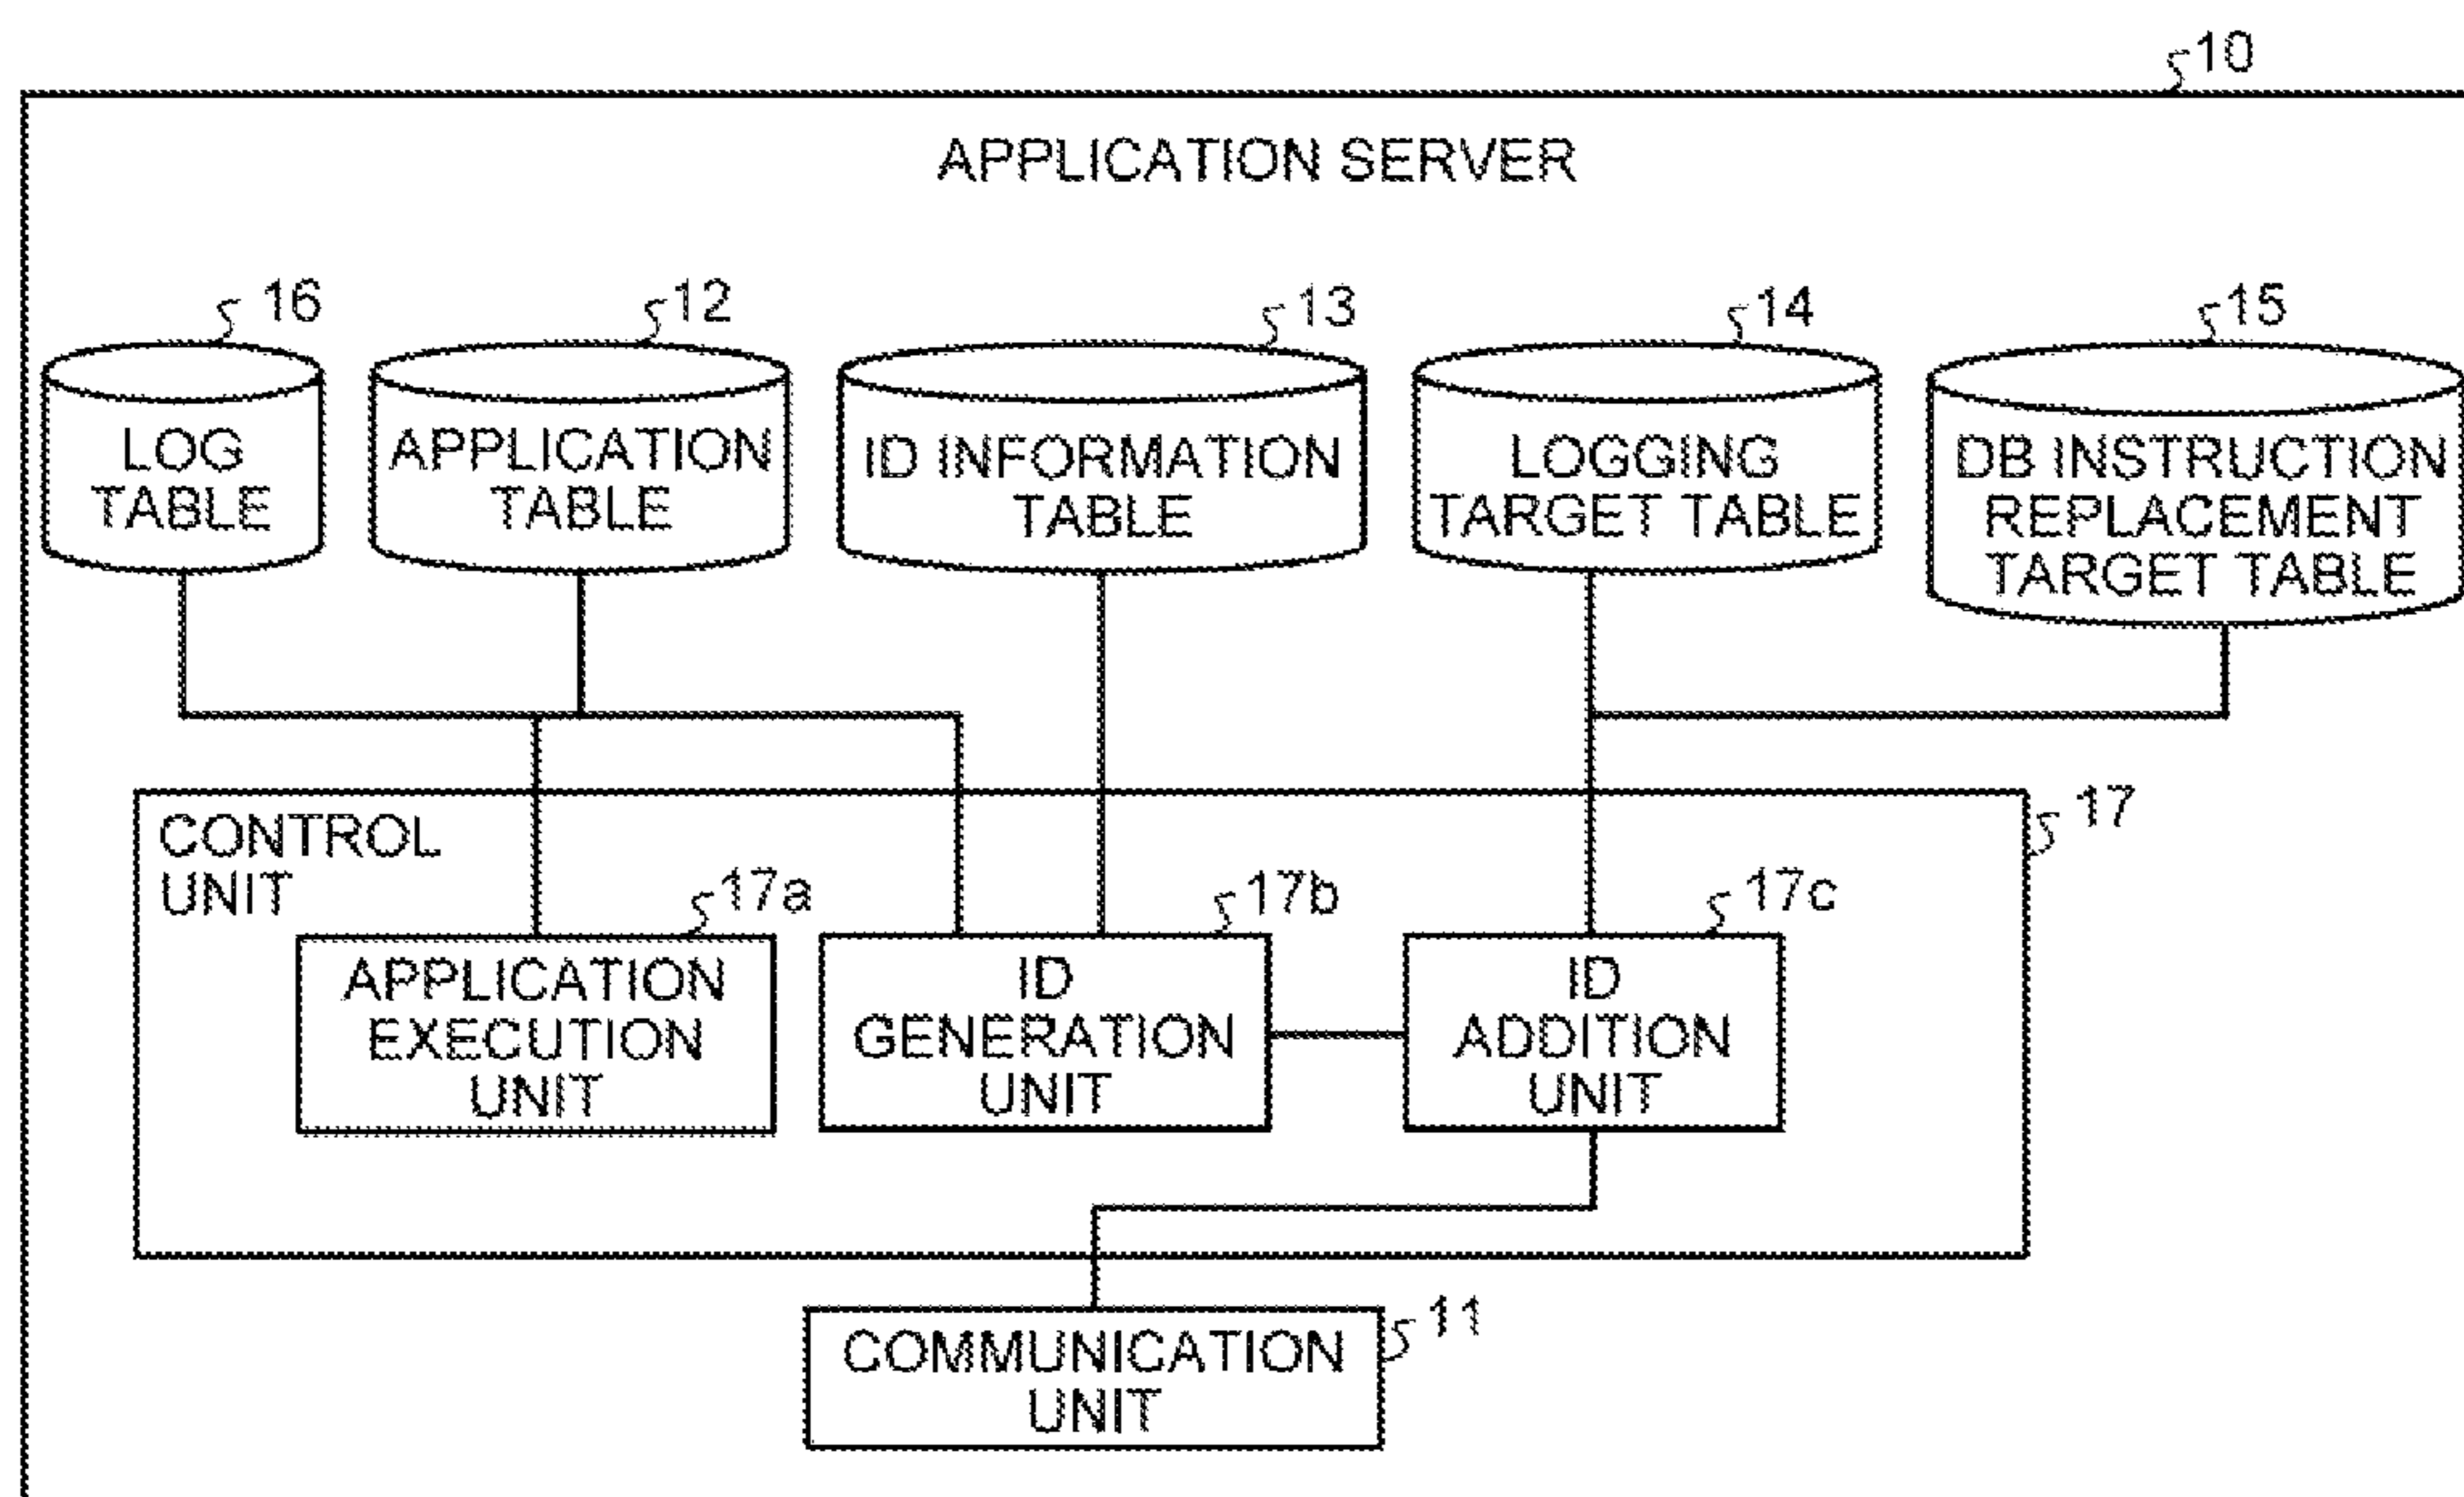 10
APPLICATION SERVER
16
12
13
14
15
LOG
TABLE
APPLICATION
TABLE
ID INFORMATION
TABLE
LOGGING
TARGET TABLE
DB INSTRUCTION
REPLACEMENT
TARGET TABLE
17
CONTROL
UNIT
17a
17b
17c
APPLICATION
EXECUTION
UNIT
ID
GENERATION
UNIT
ID
ADDITION
UNIT
11
COMMUNICATION
UNIT